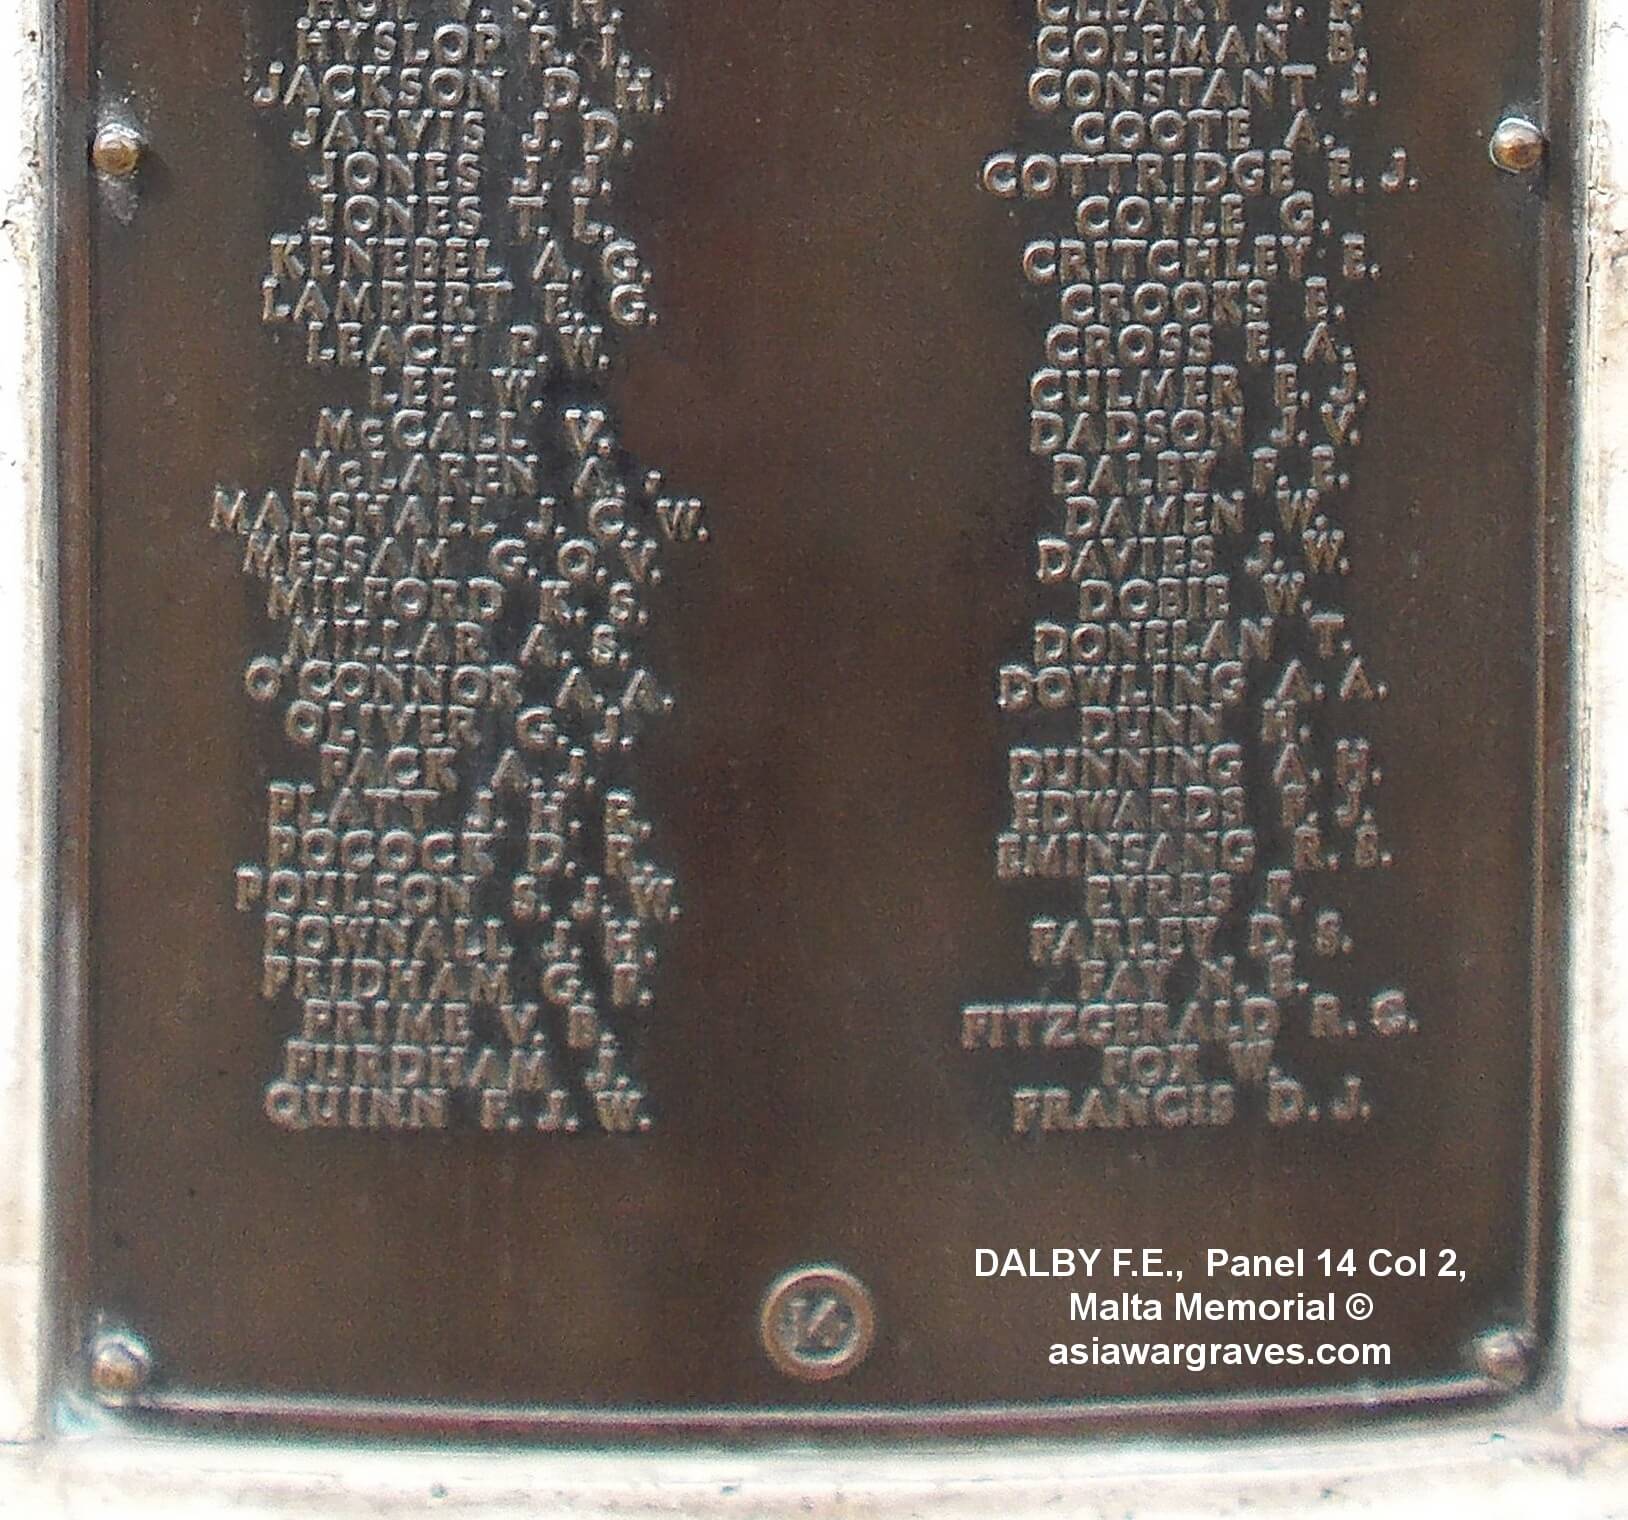 HYSLOP R. J.
JACKSON D. H.
JARVIS J. D.
JONES J. J.
JONES T. L.
KENEBEL A. G.
LAMBERT E. G.
LEACH P. W.
LEE W.
McCALL V.
McLAREN A.
MARSHALL J. C. W.
MESSAM G. O. V.
MILFORD K. S.
MILLAR A. S.
O'CONNOR A. A.
OLIVER G. J.
PACK A. J.
PLATT J. H.
POCOCK D. R.
POULSON S. J. W.
POWNALL J. H.
PRIDHAM G.
PRIME V. B.
PURDHAM J.
QUINN F. J. W.
CLEARY J.
COLEMAN B.
CONSTANT J.
COOTE A.
COTTRIDGE E. J.
COYLE G.
CRITCHLEY E.
CROOKS E.
CROSS E. A.
CULMER E. J.
DADSON J. V.
DALBY F. E.
DAMEN W.
DAVIES J. W.
DOBIE W.
DONELAN T.
DOWLING A. A.
DUNN H.
DUNNING A. H.
EDWARDS F. J.
EMINSANG R. S.
EYRES F.
FARLEY D. S.
FAY N. E.
FITZGERALD R. G.
FOX W.
FRANCIS D. J.
14
DALBY F.E., Panel 14 Col 2,
Malta Memorial ©
asiawargraves.com